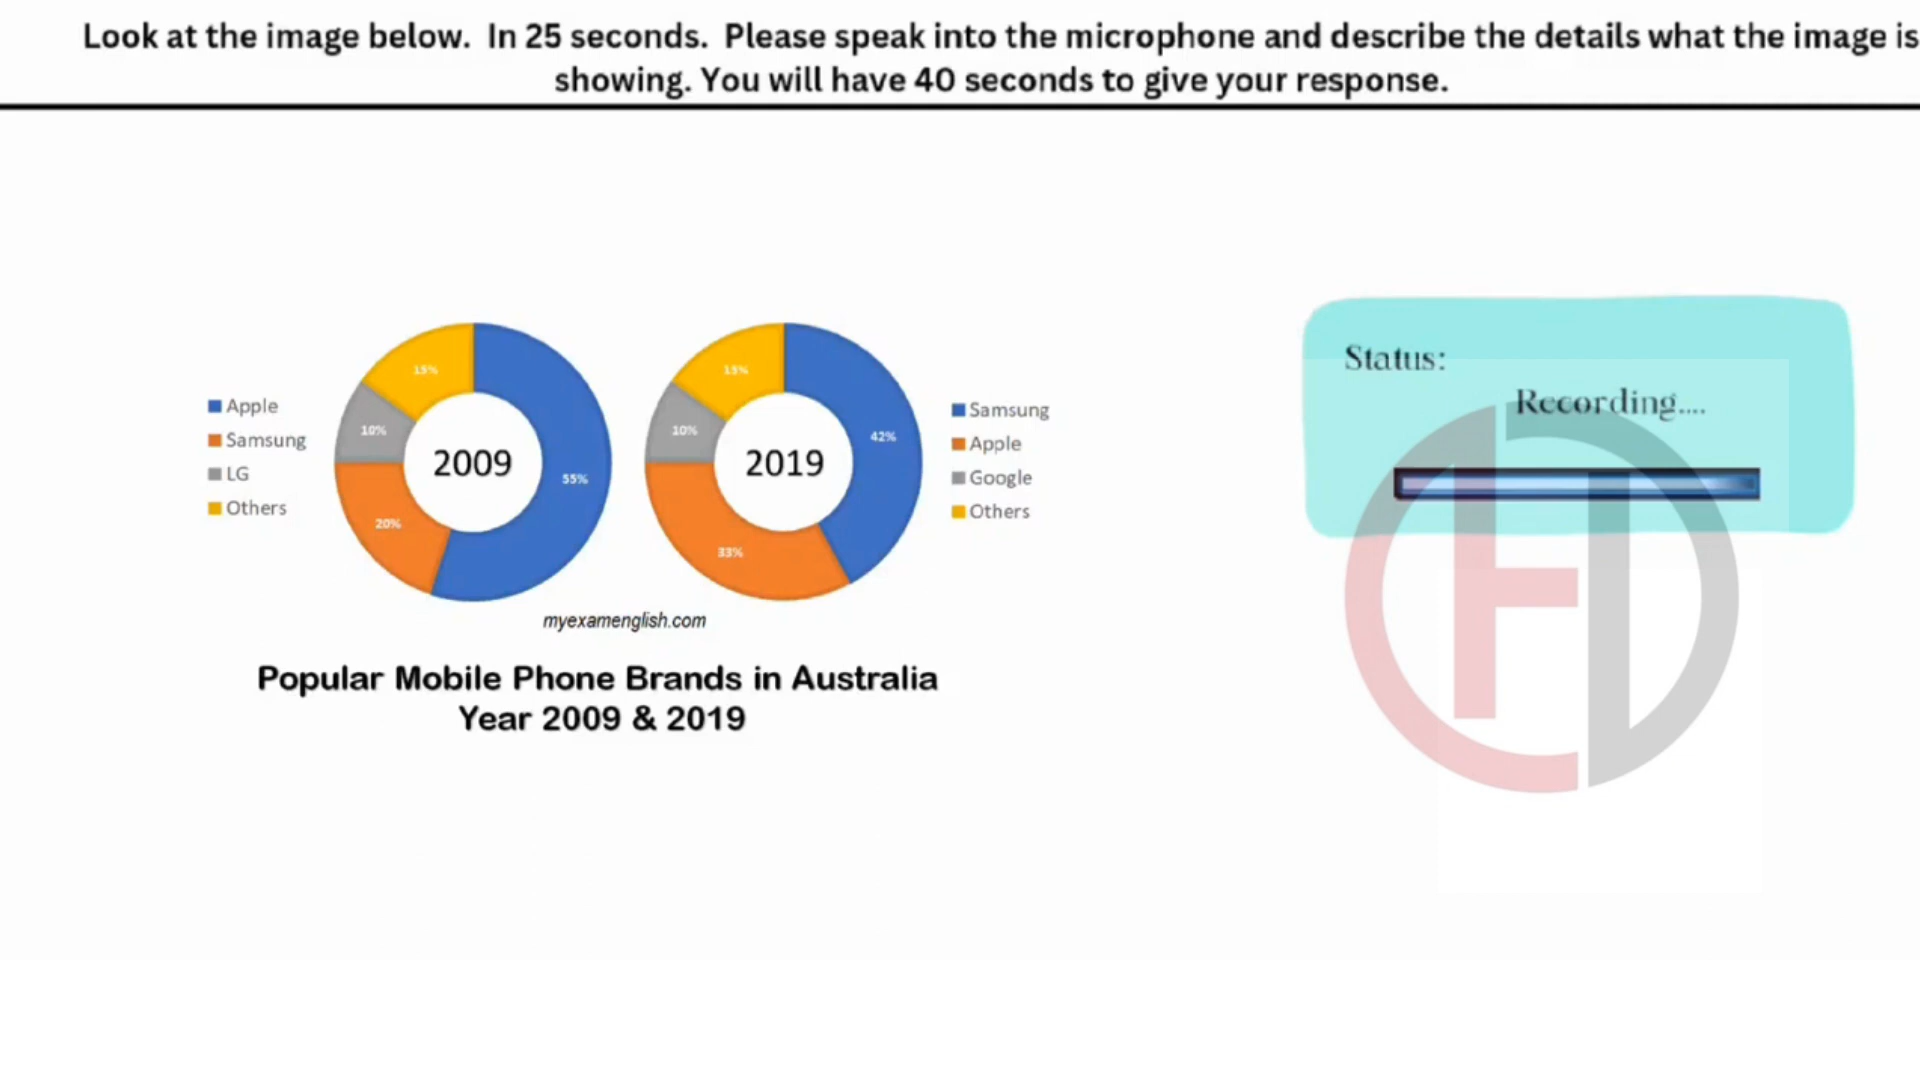 Look at the image below. In 25 seconds. Please speak into the microphone and describe the details what the image is
showing. You will have 40 seconds to give your response.
Apple
Samsung
LG
Others
15%
10%
20%
55%
2009
15%
10%
33%
42%
2019
Samsung
Apple
Google
Others
myexamenglish.com
Popular Mobile Phone Brands in Australia
Year 2009 & 2019
Status:
Recording....